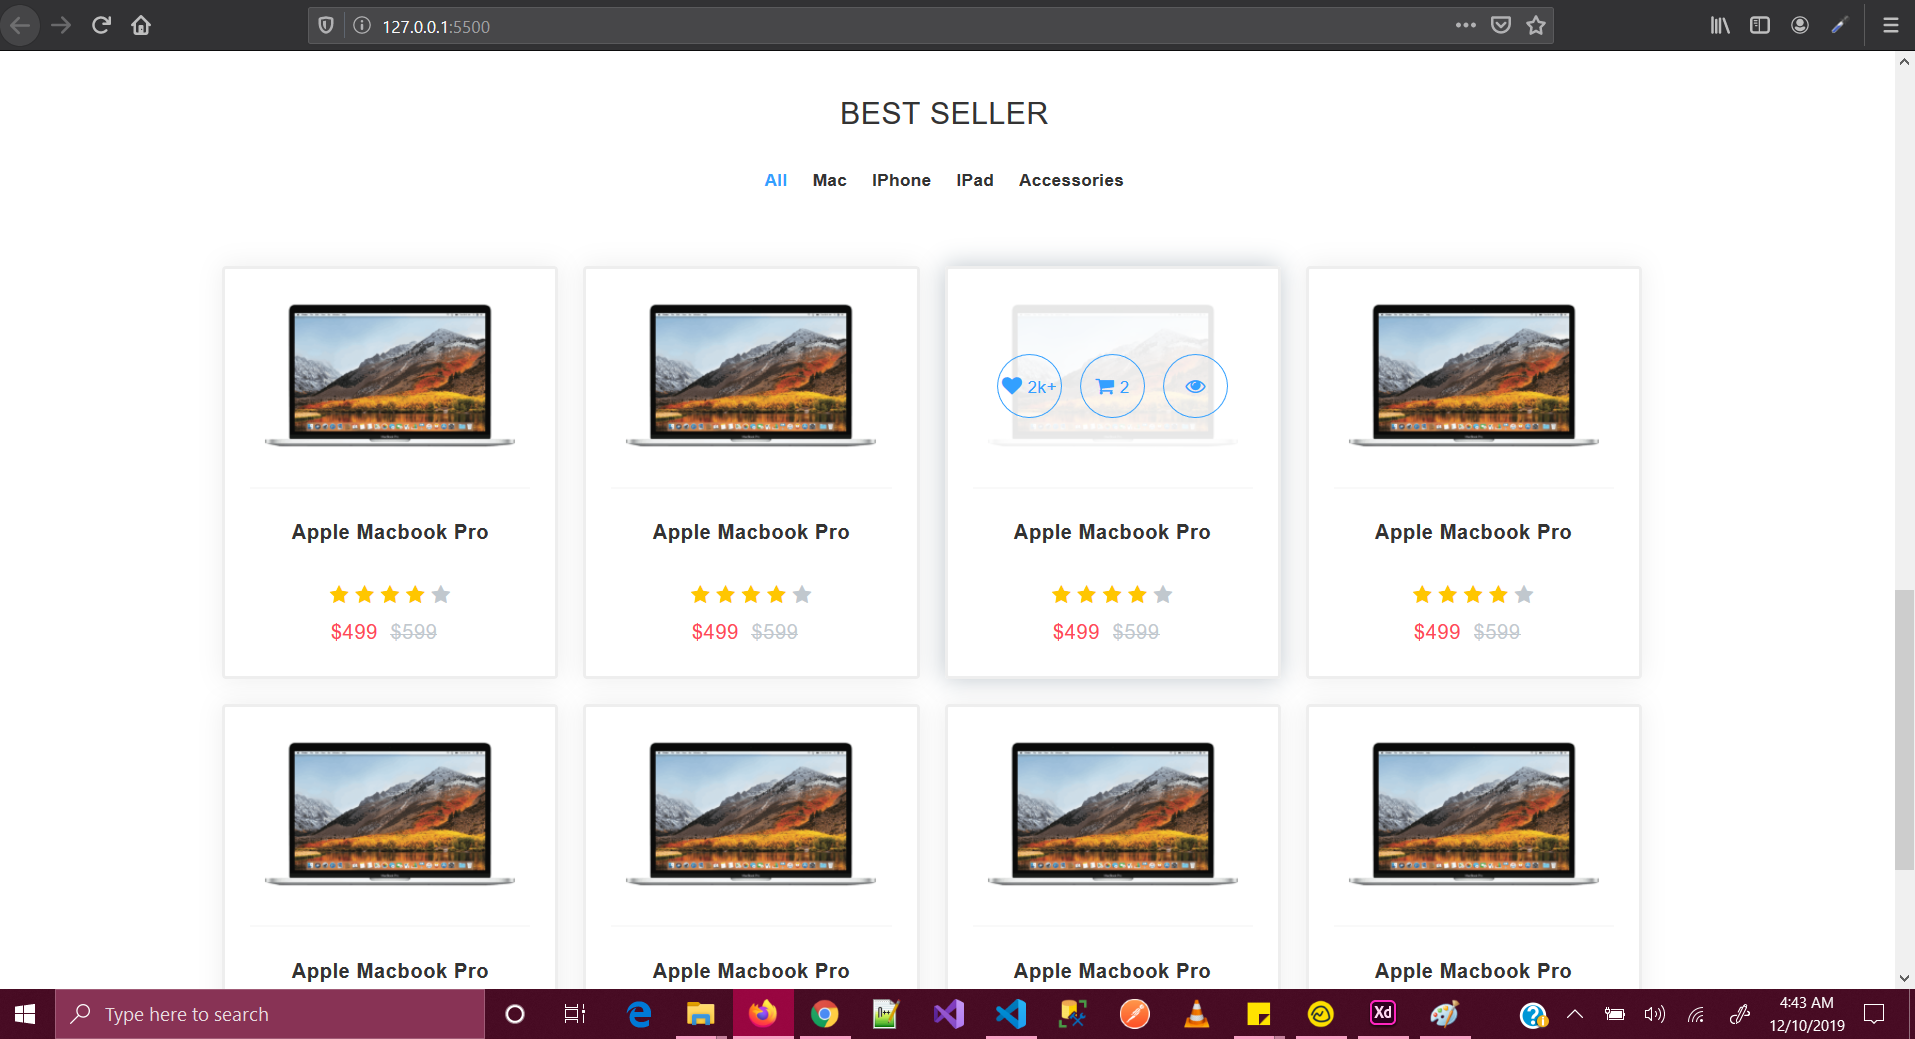 127.0.0.1:5500
BEST SELLER
All Mac IPhone IPad Accessories
2k+ 2
Apple Macbook Pro Apple Macbook Pro Apple Macbook Pro Apple Macbook Pro
$499 $599 $499 $599 $499 $599 $499 $599
Apple Macbook Pro Apple Macbook Pro Apple Macbook Pro Apple Macbook Pro
Type here to search
Xd
4:43 AM
12/10/2019